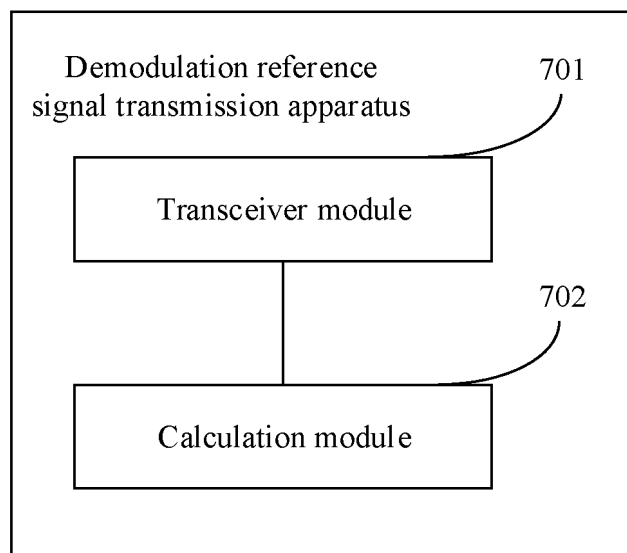 Demodulation reference
signal transmission apparatus
701
Transceiver module
702
Calculation module